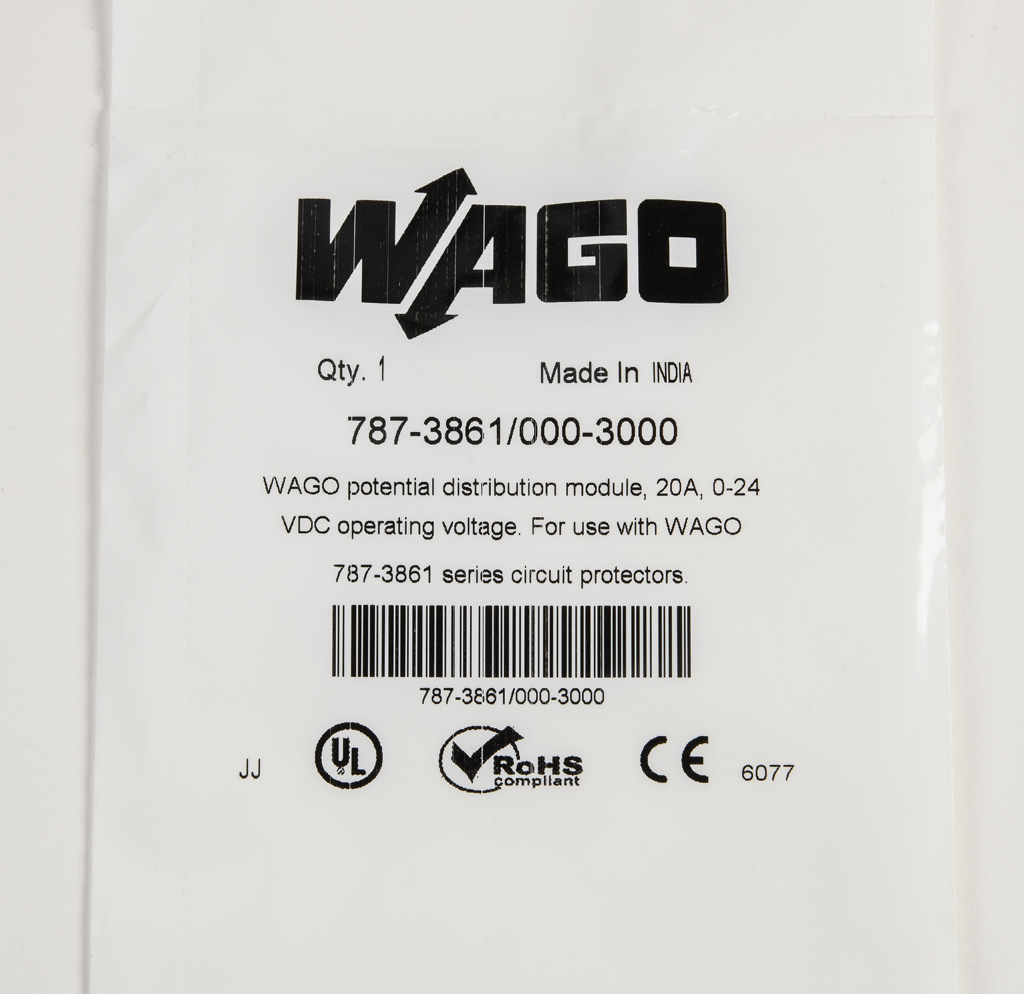 WAGO
Qty. 1 Made In INDIA
787-3861/000-3000
WAGO potential distribution module, 20A, 0-24
VDC operating voltage. For use with WAGO
787-3861 series circuit protectors.
787-3861/000-3000
JJ UL RoHS compliant CE 6077